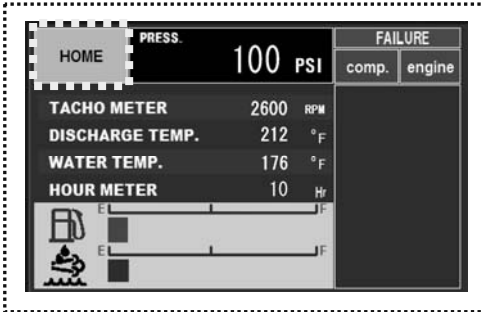 HOME PRESS. 100 PSI FAILURE
comp. engine
TACHO METER 2600 RPM
DISCHARGE TEMP. 212 °F
WATER TEMP. 176 °F
HOUR METER 10 Hr
E F
E F